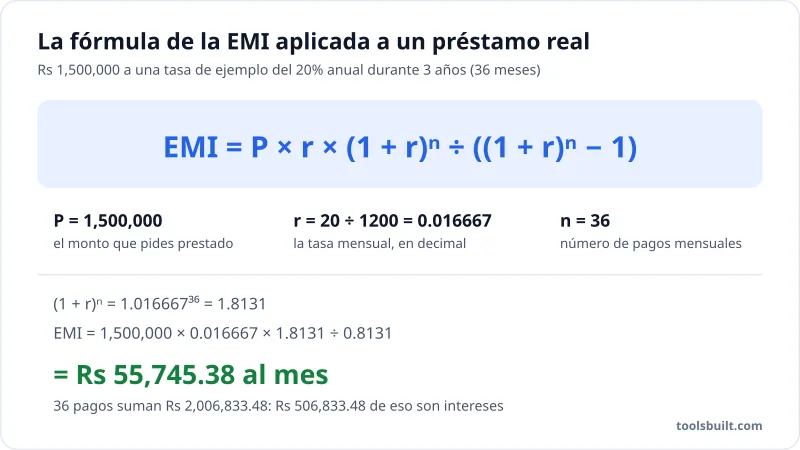 La fórmula de la EMI aplicada a un préstamo real
Rs 1,500,000 a una tasa de ejemplo del 20% anual durante 3 años (36 meses)
EMI = P × r × (1 + r)ⁿ ÷ ((1 + r)ⁿ − 1)
P = 1,500,000
el monto que pides prestado
r = 20 ÷ 1200 = 0.016667
la tasa mensual, en decimal
n = 36
número de pagos mensuales
(1 + r)ⁿ = 1.016667³⁶ = 1.8131
EMI = 1,500,000 × 0.016667 × 1.8131 ÷ 0.8131
= Rs 55,745.38 al mes
36 pagos suman Rs 2,006,833.48: Rs 506,833.48 de eso son intereses
toolsbuilt.com